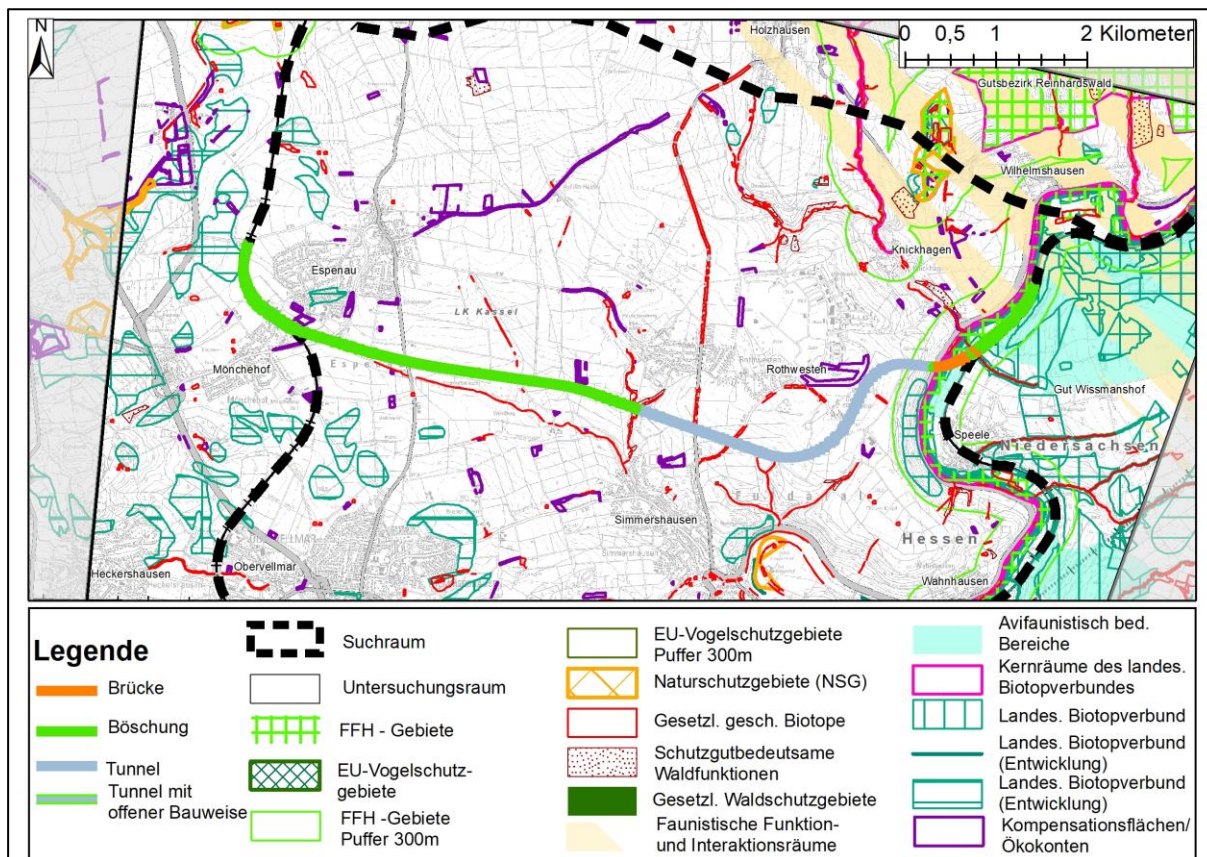 N
0 0,5 1 2 Kilometer
Holzhausen
Gutsbezirk Reinhardswald
Wilhelmshausen
Knickhagen
Espenau
LK Kassel
Mönchehof
Rothwesten
Gut Wissmanshof
Speele
Niedersachsen
Simmershausen
Simmershausen
Hessen
Heckershausen
Obervellmar
Wahnhausen
Legende
Brücke
Böschung
Tunnel
Tunnel mit
offener Bauweise
Suchraum
Untersuchungsraum
FFH - Gebiete
EU-Vogelschutz-
gebiete
FFH -Gebiete
Puffer 300m
EU-Vogelschutzgebiete
Puffer 300m
Naturschutzgebiete (NSG)
Gesetzl. gesch. Biotope
Schutzgutbedeutsame
Waldfunktionen
Gesetzl. Waldschutzgebiete
Faunistische Funktion-
und Interaktionsräume
Avifaunistisch bed.
Bereiche
Kernräume des landes.
Biotopverbundes
Landes. Biotopverbund
Landes. Biotopverbund
(Entwicklung)
Landes. Biotopverbund
(Entwicklung)
Kompensationsflächen/
Ökokonten